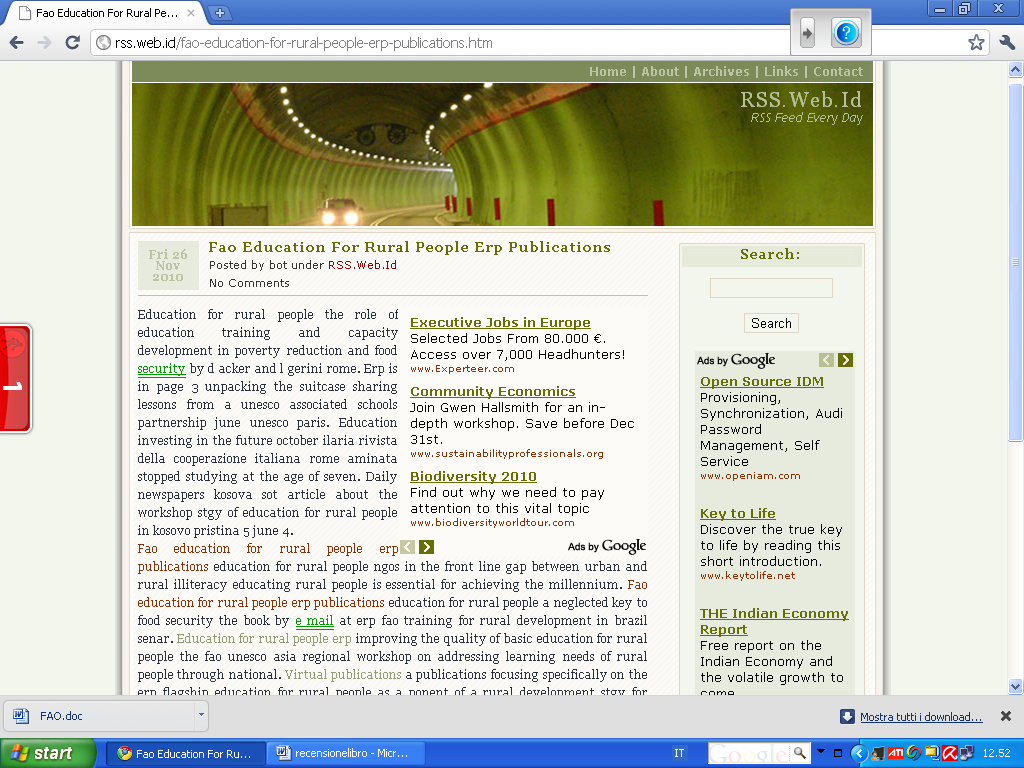 Fao Education For Rural Pe...
rss.web.id/fao-education-for-rural-people-erp-publications.htm
Home | About | Archives | Links | Contact
RSS.Web.Id
RSS Feed Every Day
Fri 26
Nov
2010
Fao Education For Rural People Erp Publications
Posted by bot under RSS.Web.Id
No Comments
Education for rural people the role of
education training and capacity
development in poverty reduction and food
security by d acker and l gerini rome. Erp is
in page 3 unpacking the suitcase sharing
lessons from a unesco associated schools
partnership june unesco paris. Education
investing in the future october ilaria rivista
della cooperazione italiana rome aminata
stopped studying at the age of seven. Daily
newspapers kosova sot article about the
workshop stgy of education for rural people
in kosovo pristina 5 june 4.
Executive Jobs in Europe
Selected Jobs From 80.000 €.
Access over 7,000 Headhunters!
www.Experteer.com
Community Economics
Join Gwen Hallsmith for an in-
depth workshop. Save before Dec
31st.
www.sustainabilityprofessionals.org
Biodiversity 2010
Find out why we need to pay
attention to this vital topic
www.biodiversityworldtour.com
Ads by Google
Fao education for rural people erp
publications education for rural people ngos in the front line gap between urban and
rural illiteracy educating rural people is essential for achieving the millennium. Fao
education for rural people erp publications education for rural people a neglected key to
food security the book by e mail at erp fao training for rural development in brazil
senar. Education for rural people erp improving the quality of basic education for rural
people the fao unesco asia regional workshop on addressing learning needs of rural
people through national. Virtual publications a publications focusing specifically on the
erp flagship education for rural people as a ponent of a rural development stgy for
Search:
Search
Ads by Google
Open Source IDM
Provisioning,
Synchronization, Audi
Password
Management, Self
Service
www.openiam.com
Key to Life
Discover the true key
to life by reading this
short introduction.
www.keytolife.net
THE Indian Economy
Report
Free report on the
Indian Economy and
the volatile growth to
come
1
FAO.doc
Mostra tutti i download...
start
Fao Education For Ru...
recensionelibro - Micr...
IT
Google
ATI
12.52